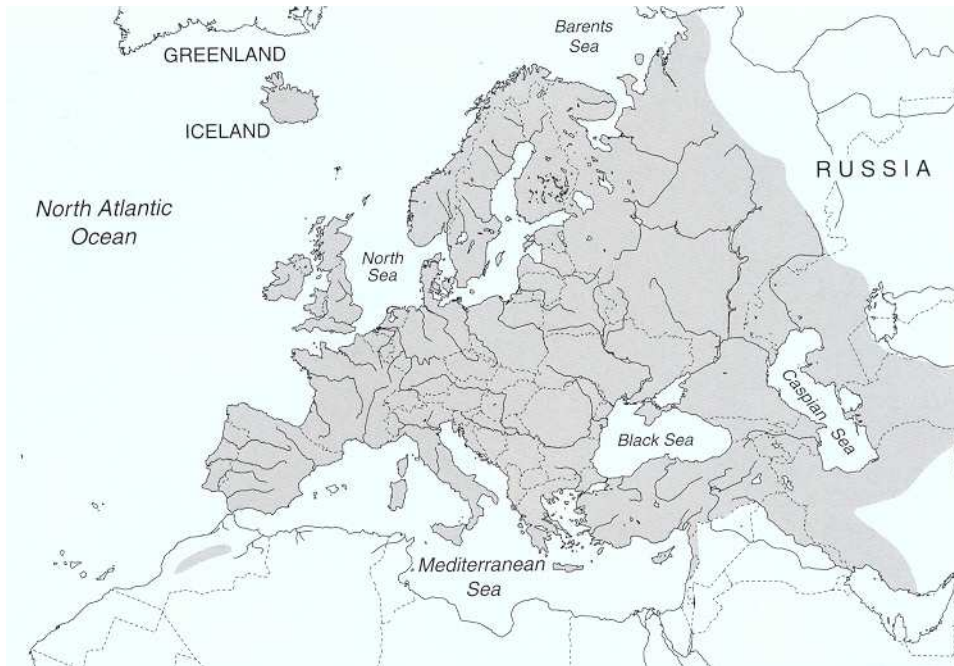 Barents
Sea
GREENLAND
ICELAND
RUSSIA
North Atlantic
Ocean
North
Sea
Caspian Sea
Black Sea
Mediterranean
Sea